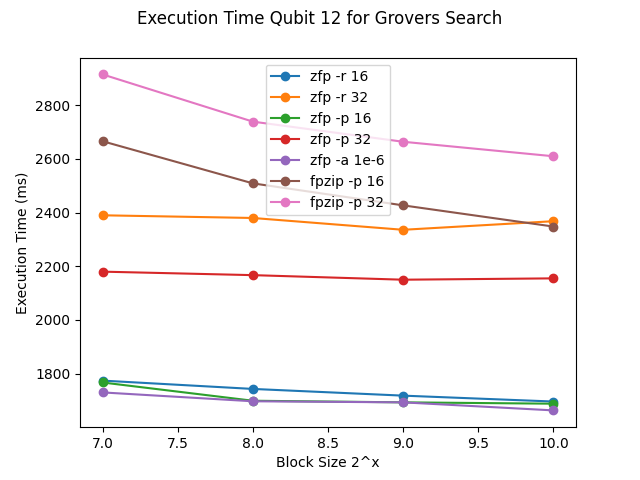 Execution Time Qubit 12 for Grovers Search
zfp -r 16
zfp -r 32
zfp -p 16
zfp -p 32
zfp -a 1e-6
fpzip -p 16
fpzip -p 32
Execution Time (ms)
2800
2600
2400
2200
2000
1800
7.0 7.5 8.0 8.5 9.0 9.5 10.0
Block Size 2^x